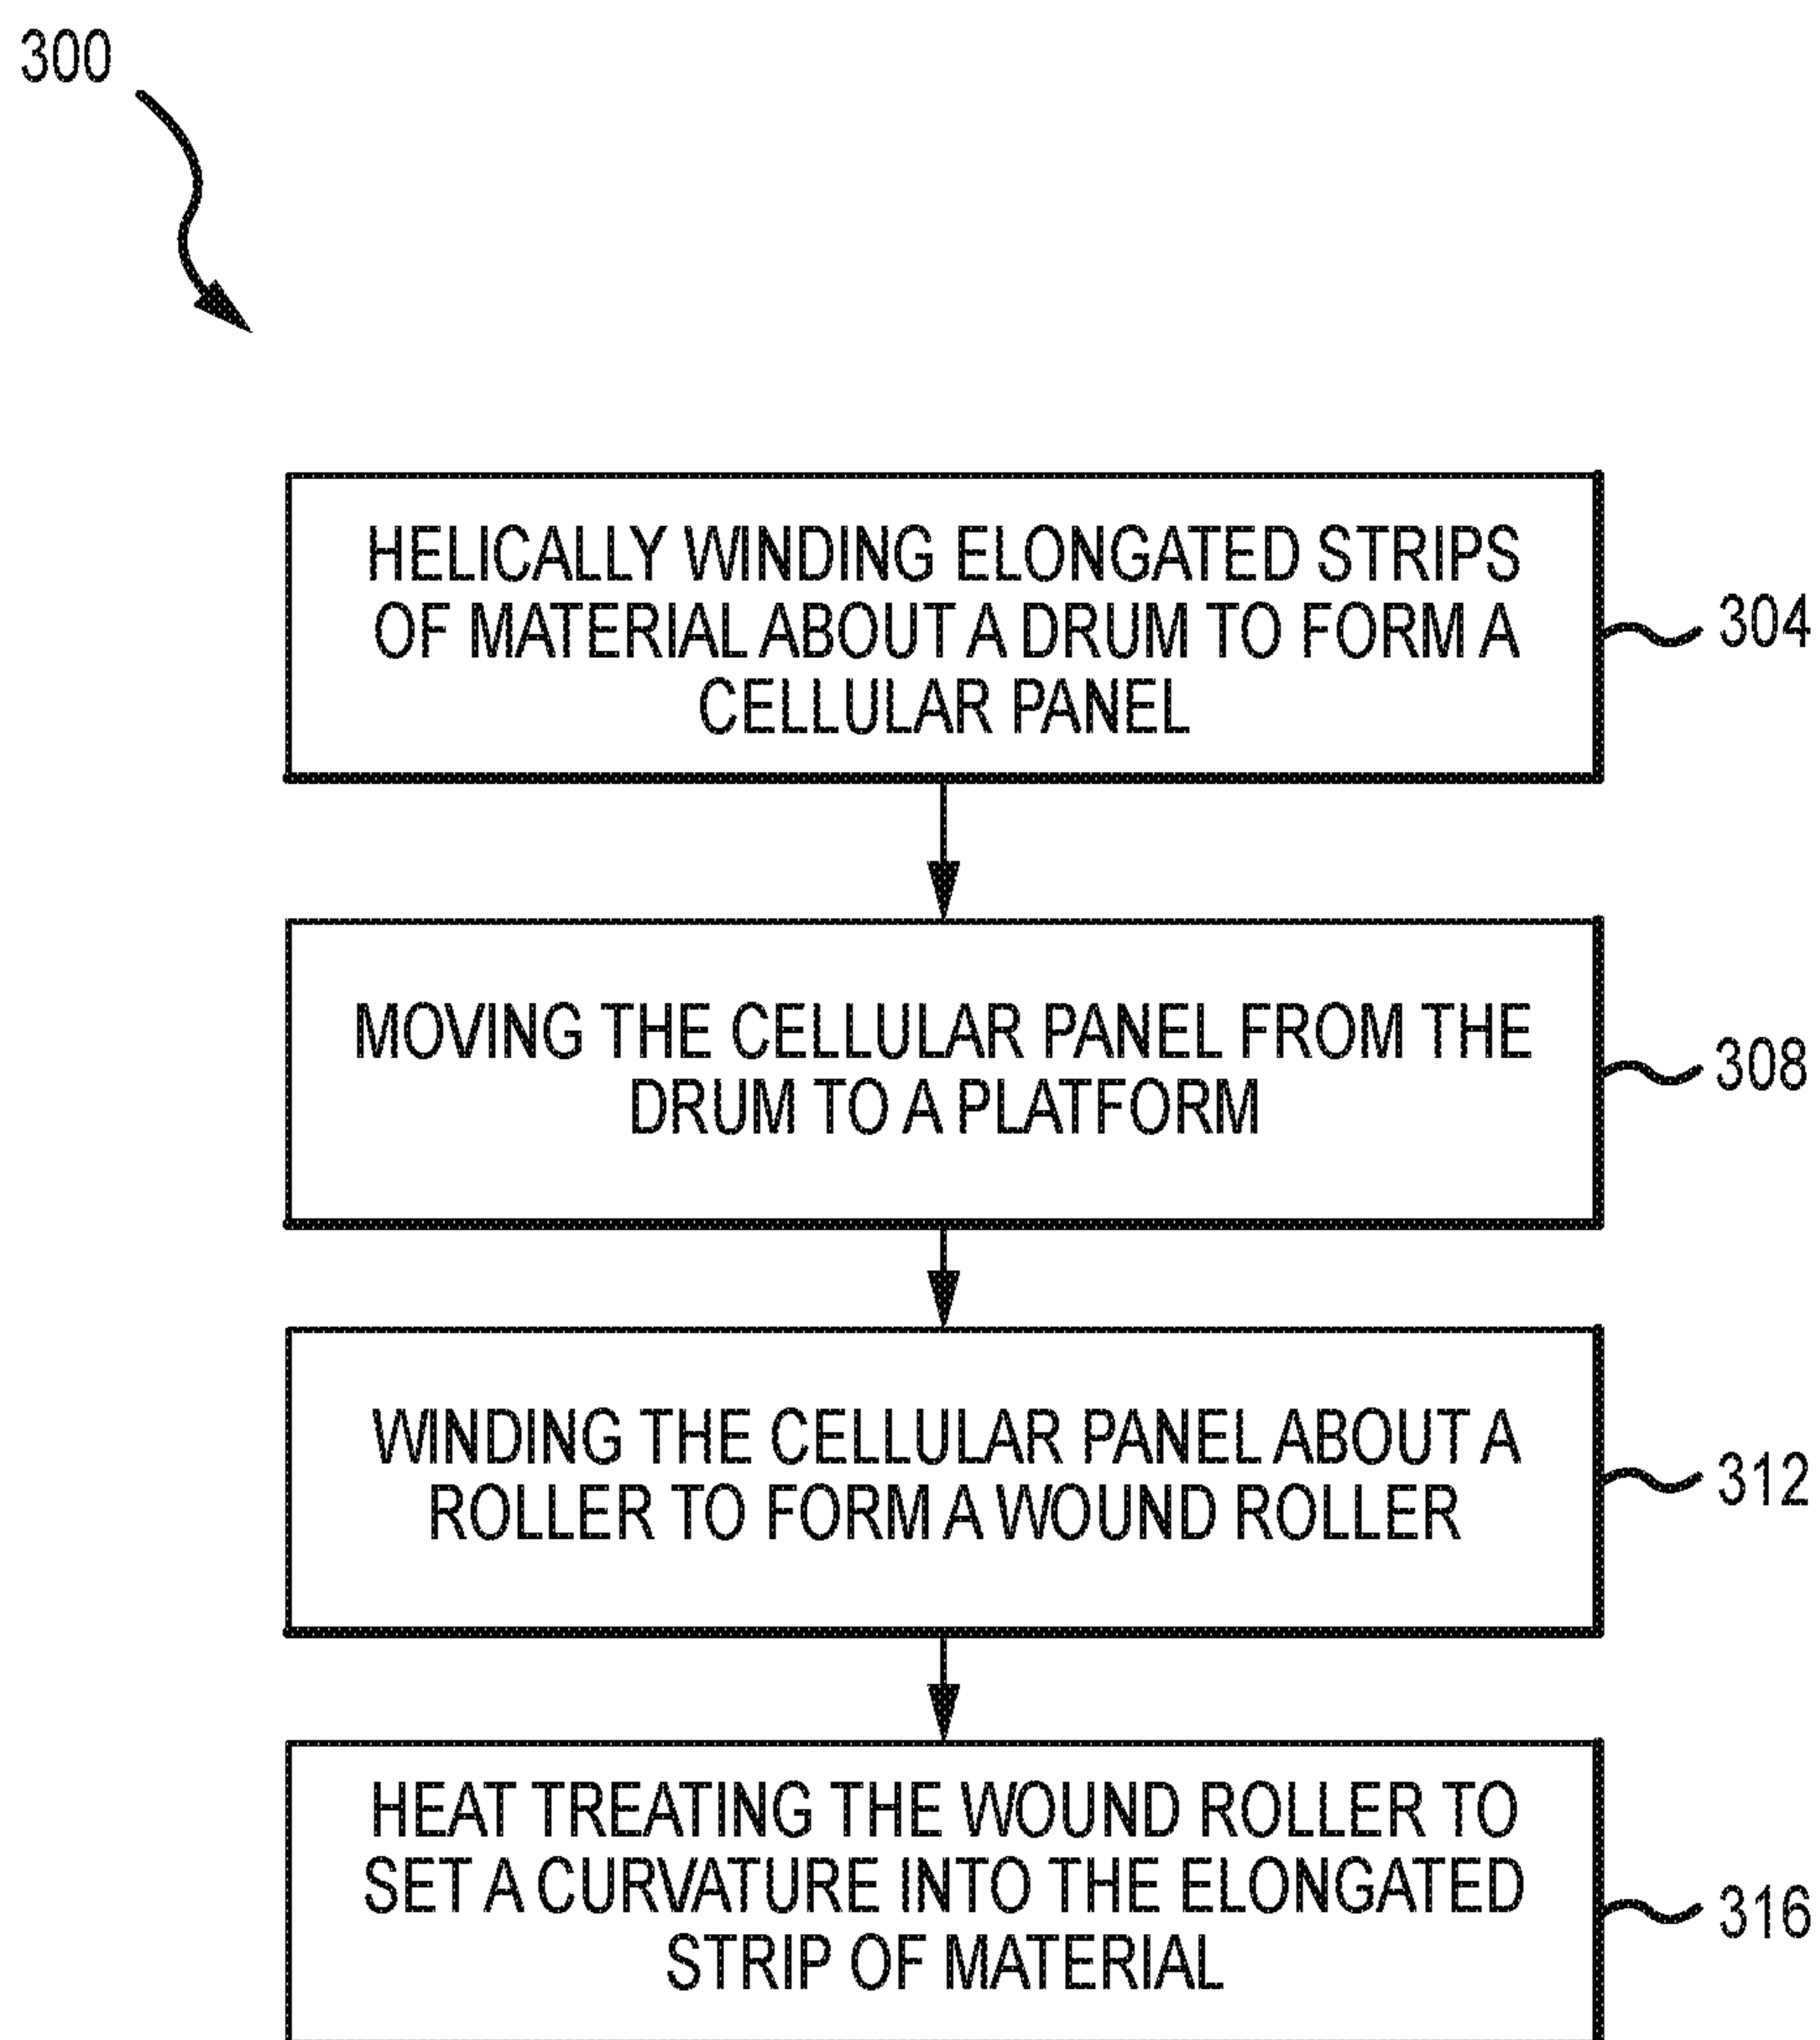 300
HELICALLY WINDING ELONGATED STRIPS
OF MATERIAL ABOUT A DRUM TO FORM A
CELLULAR PANEL
304
MOVING THE CELLULAR PANEL FROM THE
DRUM TO A PLATFORM
308
WINDING THE CELLULAR PANEL ABOUT A
ROLLER TO FORM A WOUND ROLLER
312
HEAT TREATING THE WOUND ROLLER TO
SET A CURVATURE INTO THE ELONGATED
STRIP OF MATERIAL
316